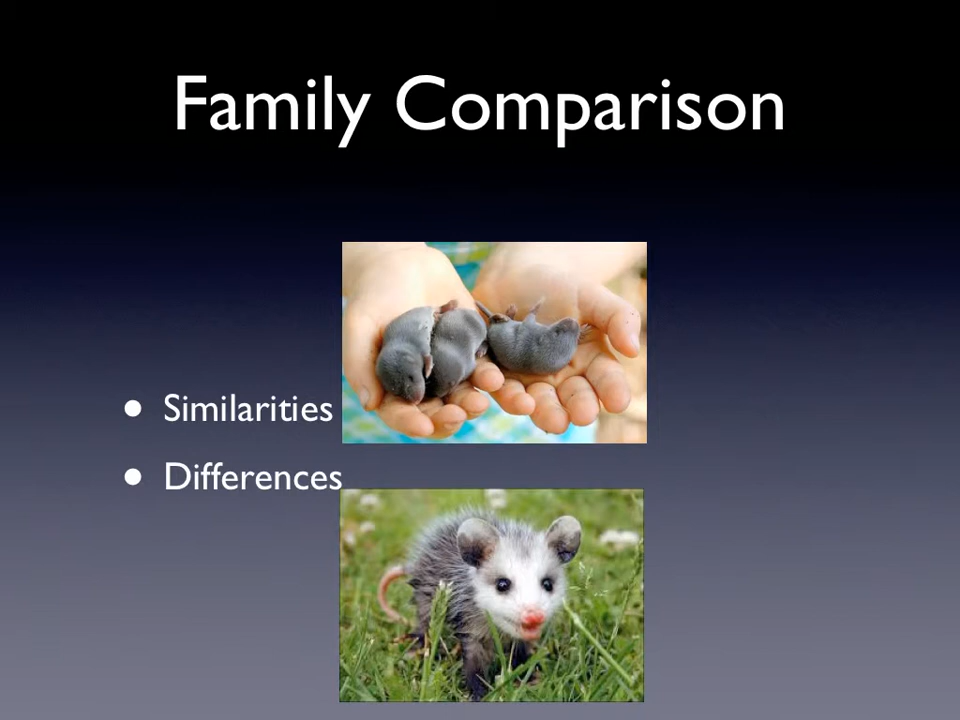 Family Comparison
• Similarities
• Differences